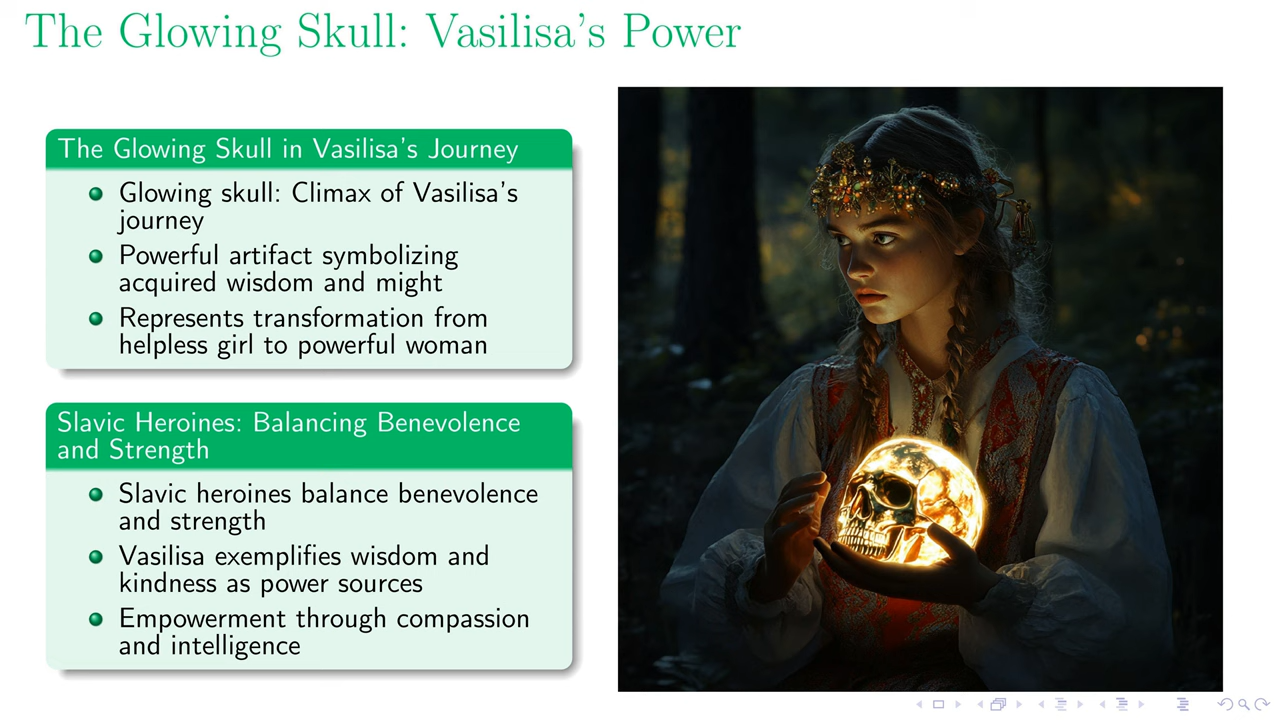 The Glowing Skull: Vasilisa's Power
The Glowing Skull in Vasilisa's Journey
Glowing skull: Climax of Vasilisa's
journey
Powerful artifact symbolizing
acquired wisdom and might
Represents transformation from
helpless girl to powerful woman
Slavic Heroines: Balancing Benevolence
and Strength
Slavic heroines balance benevolence
and strength
Vasilisa exemplifies wisdom and
kindness as power sources
Empowerment through compassion
and intelligence